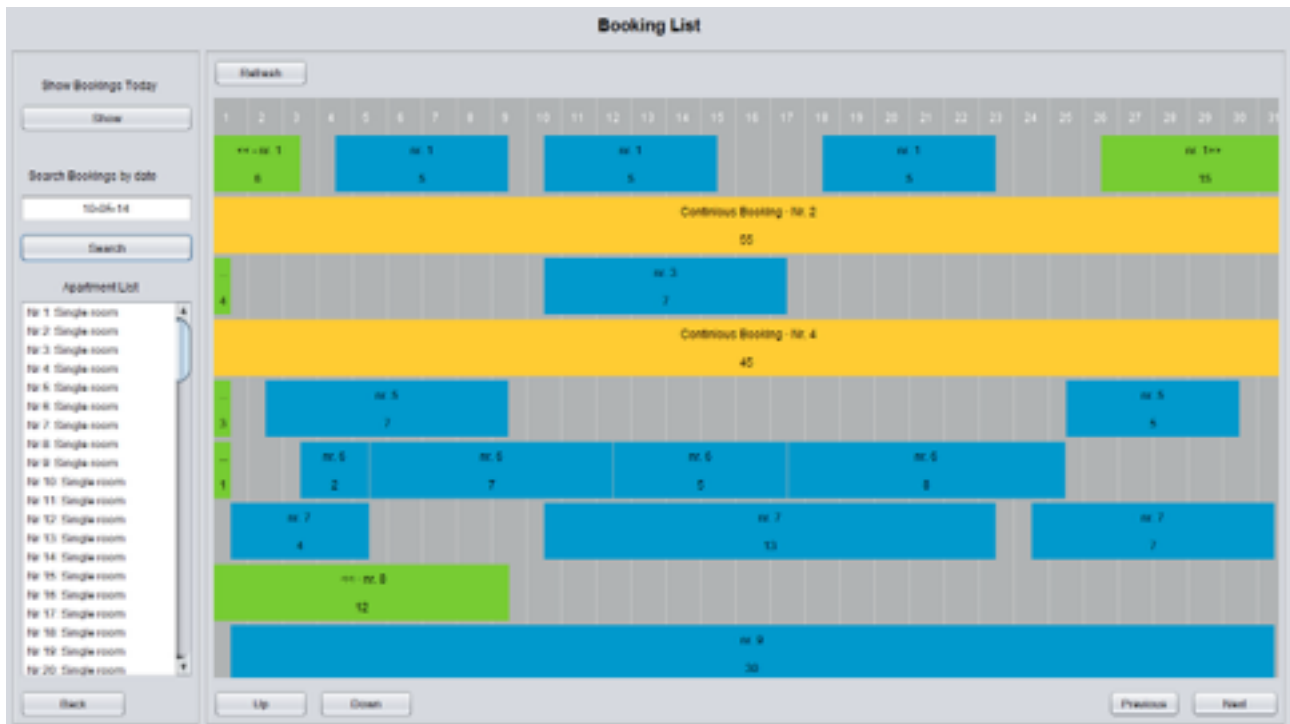 Booking List
Show Bookings Today
Show
Search Bookings by date
10-05-14
Search
Apartment List
Nr 1: Single room
Nr 2: Single room
Nr 3: Single room
Nr 4: Single room
Nr 5: Single room
Nr 6: Single room
Nr 7: Single room
Nr 8: Single room
Nr 9: Single room
Nr 10: Single room
Nr 11: Single room
Nr 12: Single room
Nr 13: Single room
Nr 14: Single room
Nr 15: Single room
Nr 16: Single room
Nr 17: Single room
Nr 18: Single room
Nr 19: Single room
Nr 20: Single room
Back
Refresh
1 2 3 4 5 6 7 8 9 10 11 12 13 14 15 16 17 18 19 20 21 22 23 24 25 26 27 28 29 30 31
<< - nr. 1 nr. 1 nr. 1 nr. 1 nr. 1>>
6 5 5 5 15
Continious Booking - Nr. 2
55
... nr. 3
4 7
Continious Booking - Nr. 4
45
... nr. 5 nr. 5
3 7 5
... nr. 6 nr. 6 nr. 6 nr. 6
1 2 7 5 8
nr. 7 nr. 7 nr. 7
4 13 7
<< - nr. 8
12
nr. 9
30
Up Down Previous Next